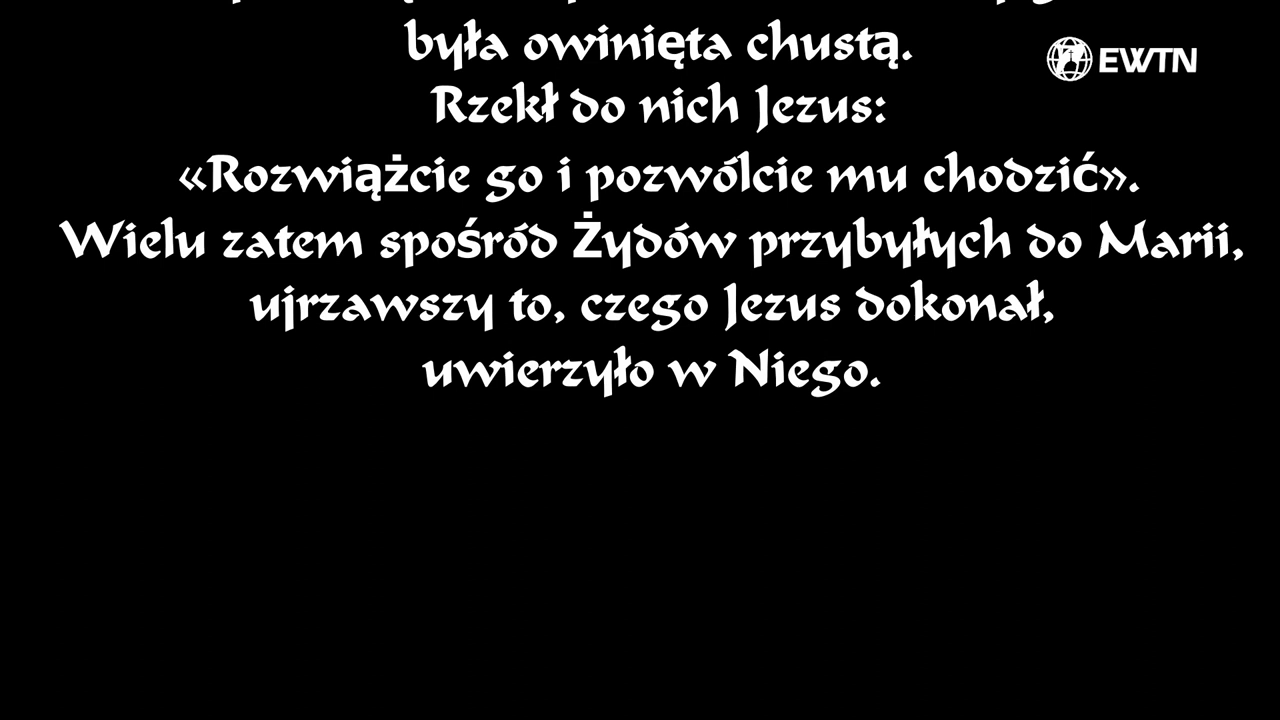 była owinięta chustą.
EWTN
Rzekł do nich Jezus:
«Rozwiążcie go i pozwólcie mu chodzić».
Wielu zatem spośród Żydów przybyłych do Marii,
ujrzawszy to, czego Jezus dokonał,
uwierzyło w Niego.